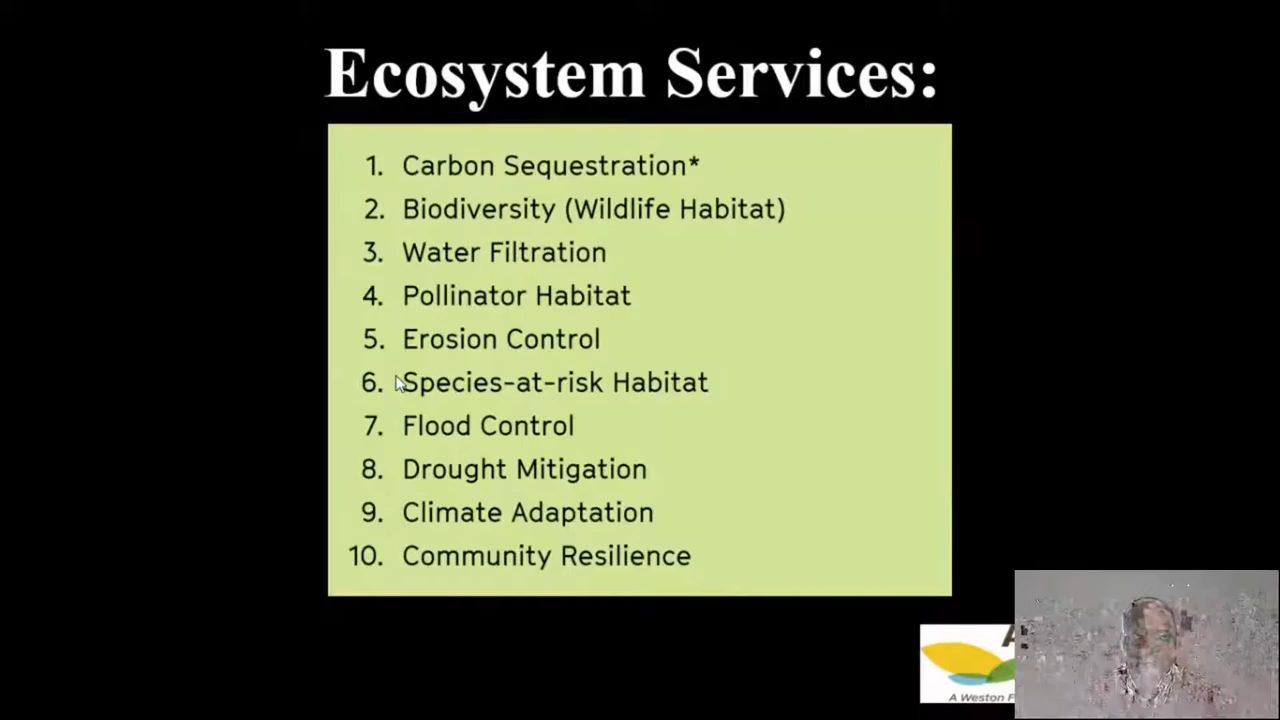 Ecosystem Services:
1. Carbon Sequestration*
2. Biodiversity (Wildlife Habitat)
3. Water Filtration
4. Pollinator Habitat
5. Erosion Control
6. Species-at-risk Habitat
7. Flood Control
8. Drought Mitigation
9. Climate Adaptation
10. Community Resilience
A Weston